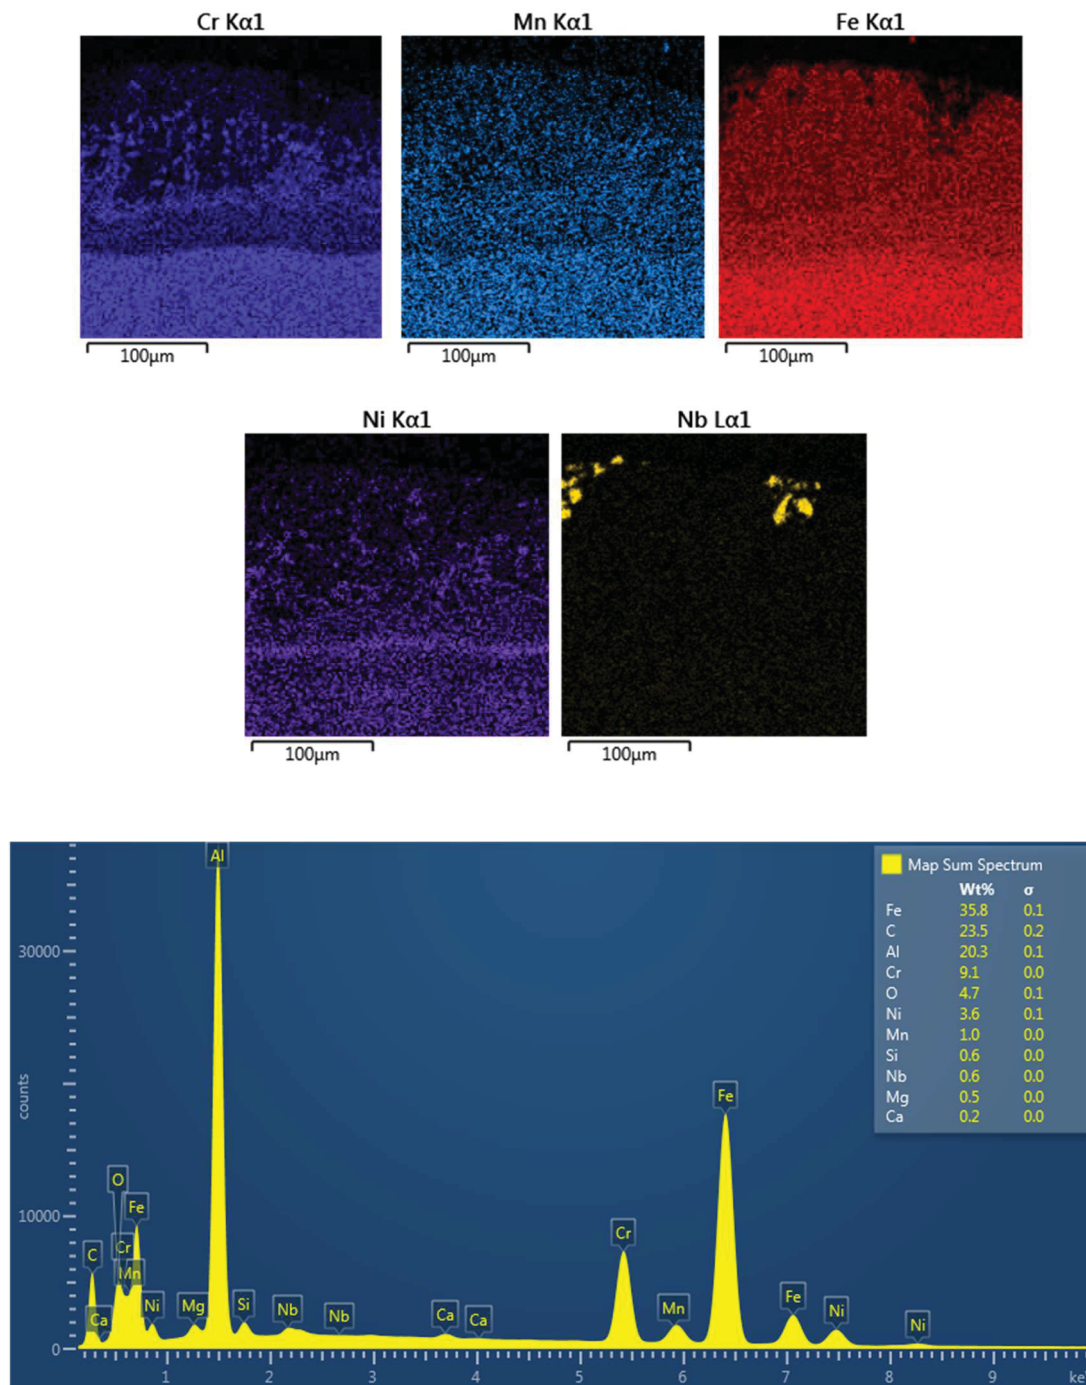 Cr Kα1
Mn Kα1
Fe Kα1
100μm
100μm
100μm
Ni Kα1
Nb Lα1
100μm
100μm
Map Sum Spectrum
Wt% σ
Fe 35.8 0.1
C 23.5 0.2
Al 20.3 0.1
Cr 9.1 0.0
O 4.7 0.1
Ni 3.6 0.1
Mn 1.0 0.0
Si 0.6 0.0
Nb 0.6 0.0
Mg 0.5 0.0
Ca 0.2 0.0
Al
30000
counts
Fe
O
Fe
10000
Cr
Cr
C
Mn
Ca
Ni
Mg
Si
Nb
Nb
Ca
Ca
Mn
Fe
Ni
Ni
0
1 2 3 4 5 6 7 8 9 ke